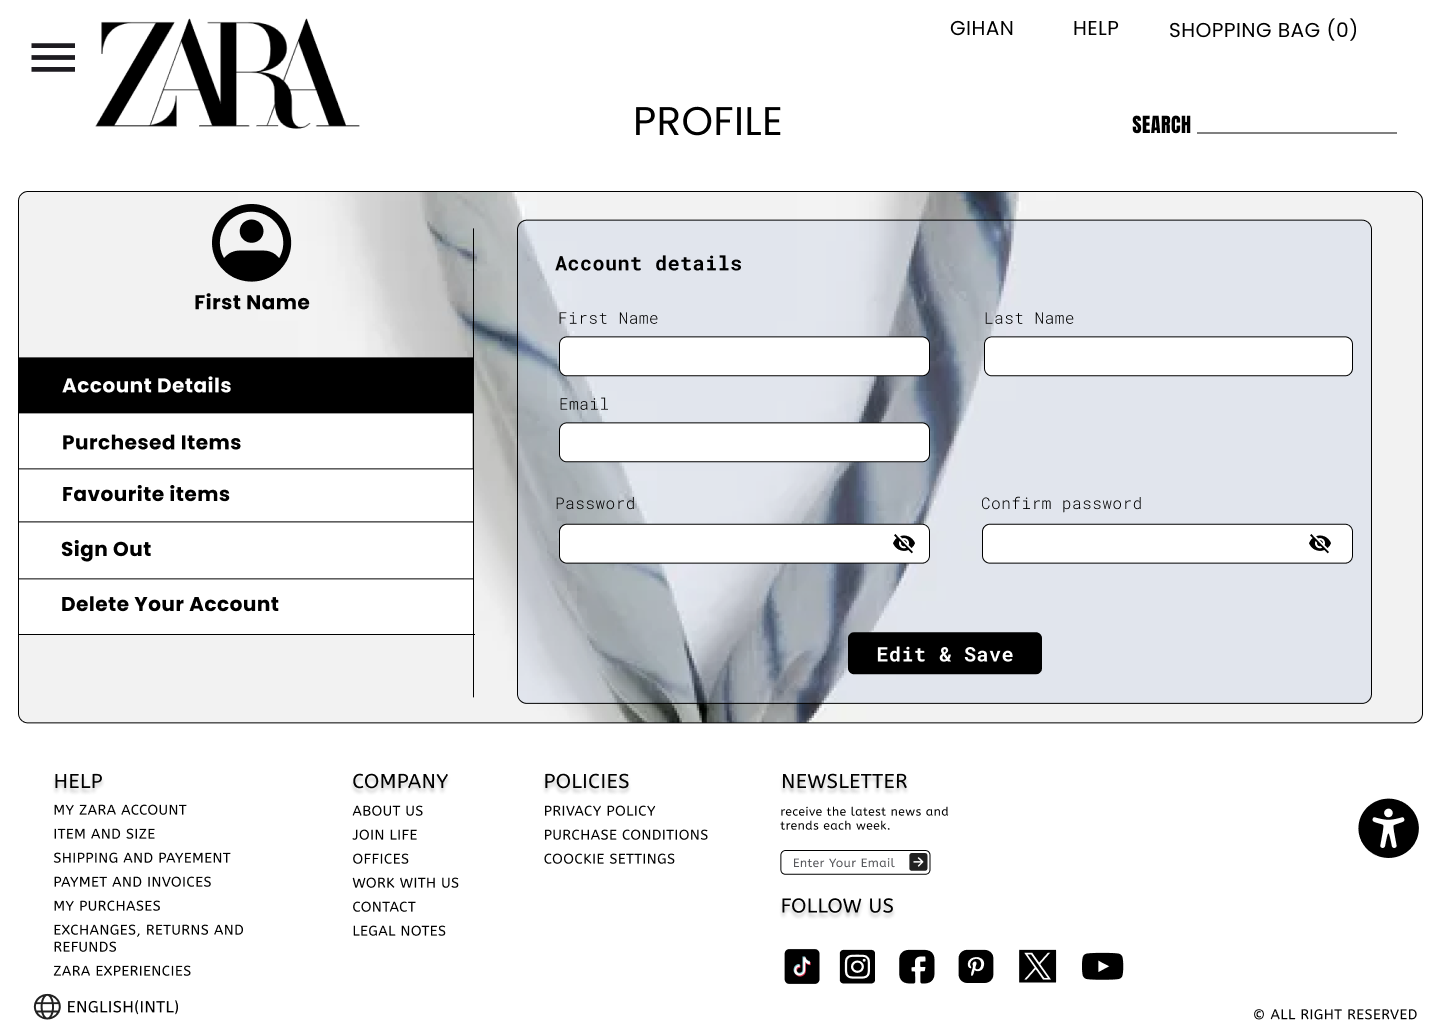 ZARA
GIHAN
HELP
SHOPPING BAG (0)
PROFILE
SEARCH
First Name
Account Details
Purchesed Items
Favourite items
Sign Out
Delete Your Account
Account details
First Name
Last Name
Email
Password
Confirm password
Edit & Save
HELP
MY ZARA ACCOUNT
ITEM AND SIZE
SHIPPING AND PAYEMENT
PAYMET AND INVOICES
MY PURCHASES
EXCHANGES, RETURNS AND
REFUNDS
ZARA EXPERIENCIES
ENGLISH(INTL)
COMPANY
ABOUT US
JOIN LIFE
OFFICES
WORK WITH US
CONTACT
LEGAL NOTES
POLICIES
PRIVACY POLICY
PURCHASE CONDITIONS
COOCKIE SETTINGS
NEWSLETTER
receive the latest news and
trends each week.
Enter Your Email
FOLLOW US
© ALL RIGHT RESERVED